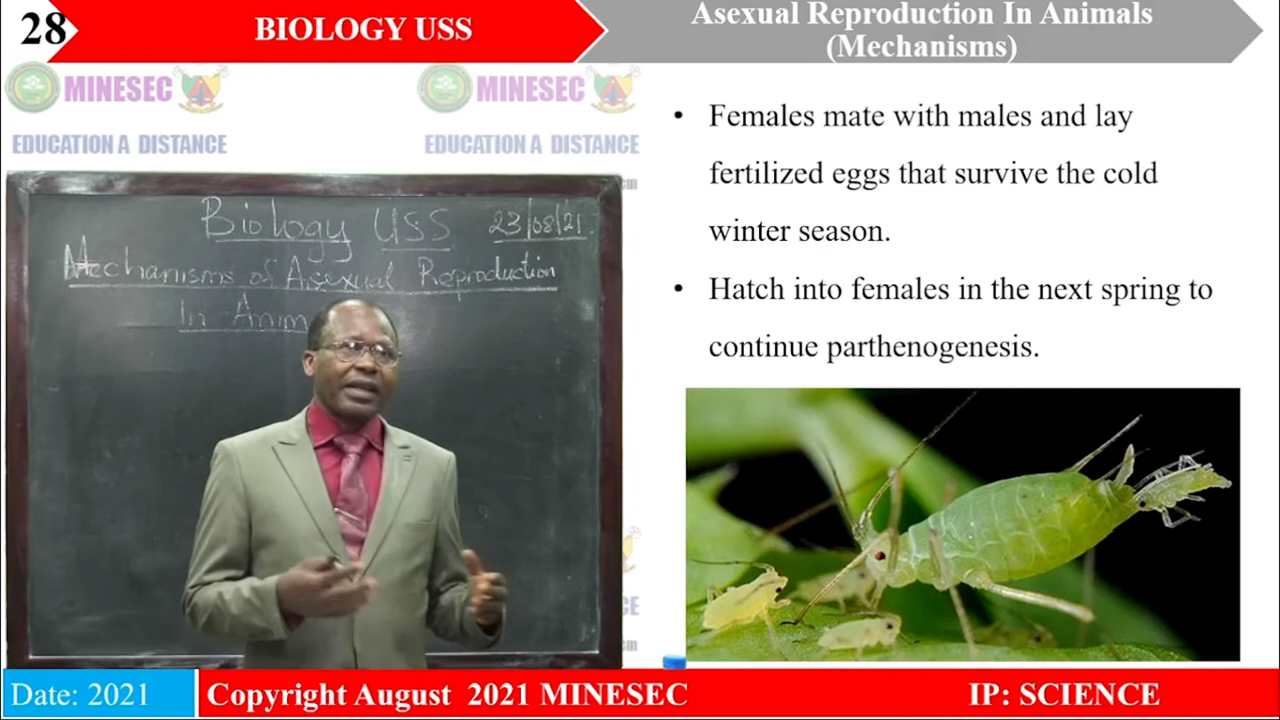 28
BIOLOGY USS
Asexual Reproduction In Animals
(Mechanisms)
MINESEC
MINESEC
EDUCATION A DISTANCE
EDUCATION A DISTANCE
Biology USS 23/08/21
Mechanisms of Asexual Reproduction
In Anim
• Females mate with males and lay
fertilized eggs that survive the cold
winter season.
• Hatch into females in the next spring to
continue parthenogenesis.
Date: 2021
Copyright August 2021 MINESEC
IP: SCIENCE